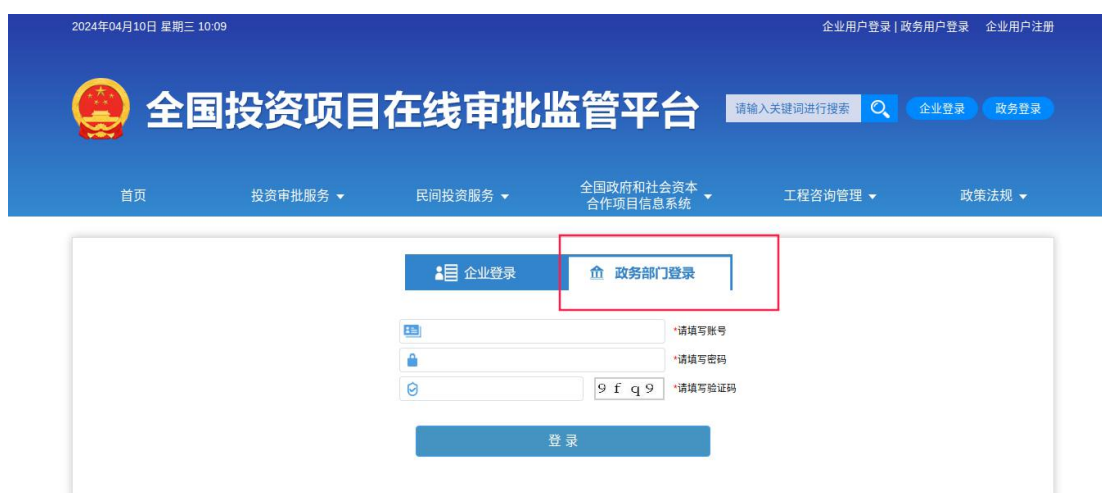 2024年04月10日 星期三 10:09
企业用户登录 | 政务用户登录 企业用户注册
全国投资项目在线审批监管平台
请输入关键词进行搜索
企业登录 政务登录
首页 投资审批服务 民间投资服务 全国政府和社会资本 工程咨询管理 政策法规
合作项目信息系统
企业登录 政务部门登录
*请填写账号
*请填写密码
9fq9 *请填写验证码
登 录